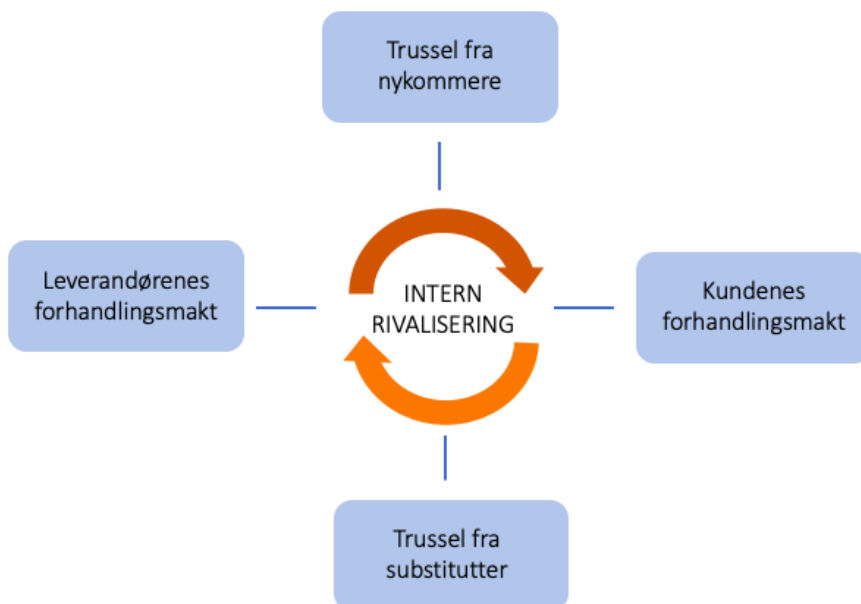 Trussel fra
nykommere
Leverandørenes
forhandlingsmakt
INTERN
RIVALISERING
Kundenes
forhandlingsmakt
Trussel fra
substitutter